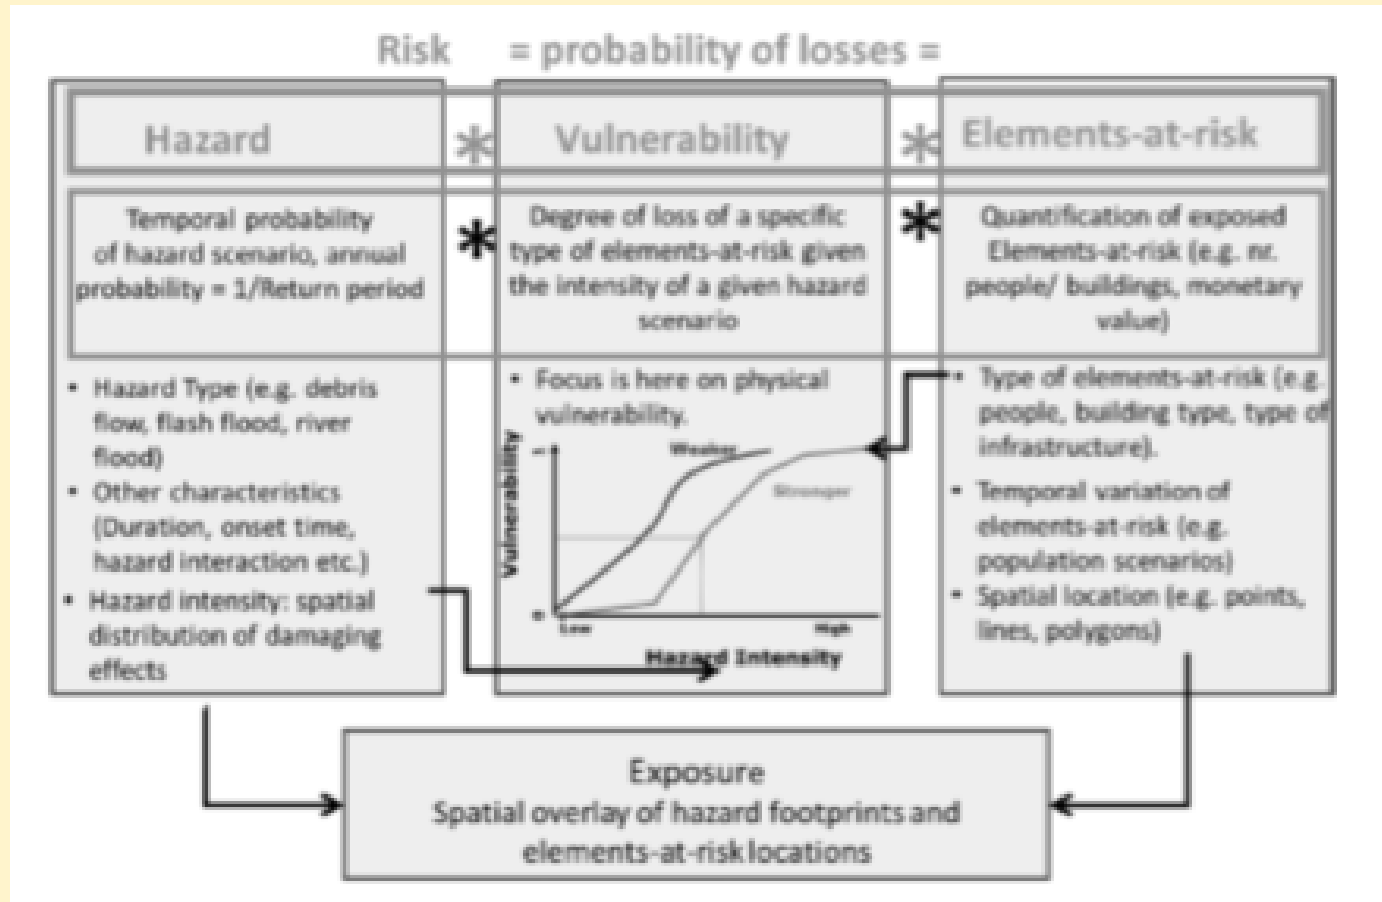 Risk = probability of losses =
Hazard * Vulnerability * Elements-at-risk
Temporal probability
of hazard scenario, annual
probability = 1/Return period
*
Degree of loss of a specific
type of elements-at-risk given
the intensity of a given hazard
scenario
*
Quantification of exposed
Elements-at-risk (e.g. nr.
people/ buildings, monetary
value)
• Hazard Type (e.g. debris
flow, flash flood, river
flood)
• Other characteristics
(Duration, onset time,
hazard interaction etc.)
• Hazard intensity: spatial
distribution of damaging
effects
• Focus is here on physical
vulnerability.
Vulnerability
1
Weaker
Stronger
0
Low
High
Hazard Intensity
• Type of elements-at-risk (e.g.
people, building type, type of
infrastructure).
• Temporal variation of
elements-at-risk (e.g.
population scenarios)
• Spatial location (e.g. points,
lines, polygons)
Exposure
Spatial overlay of hazard footprints and
elements-at-risk locations